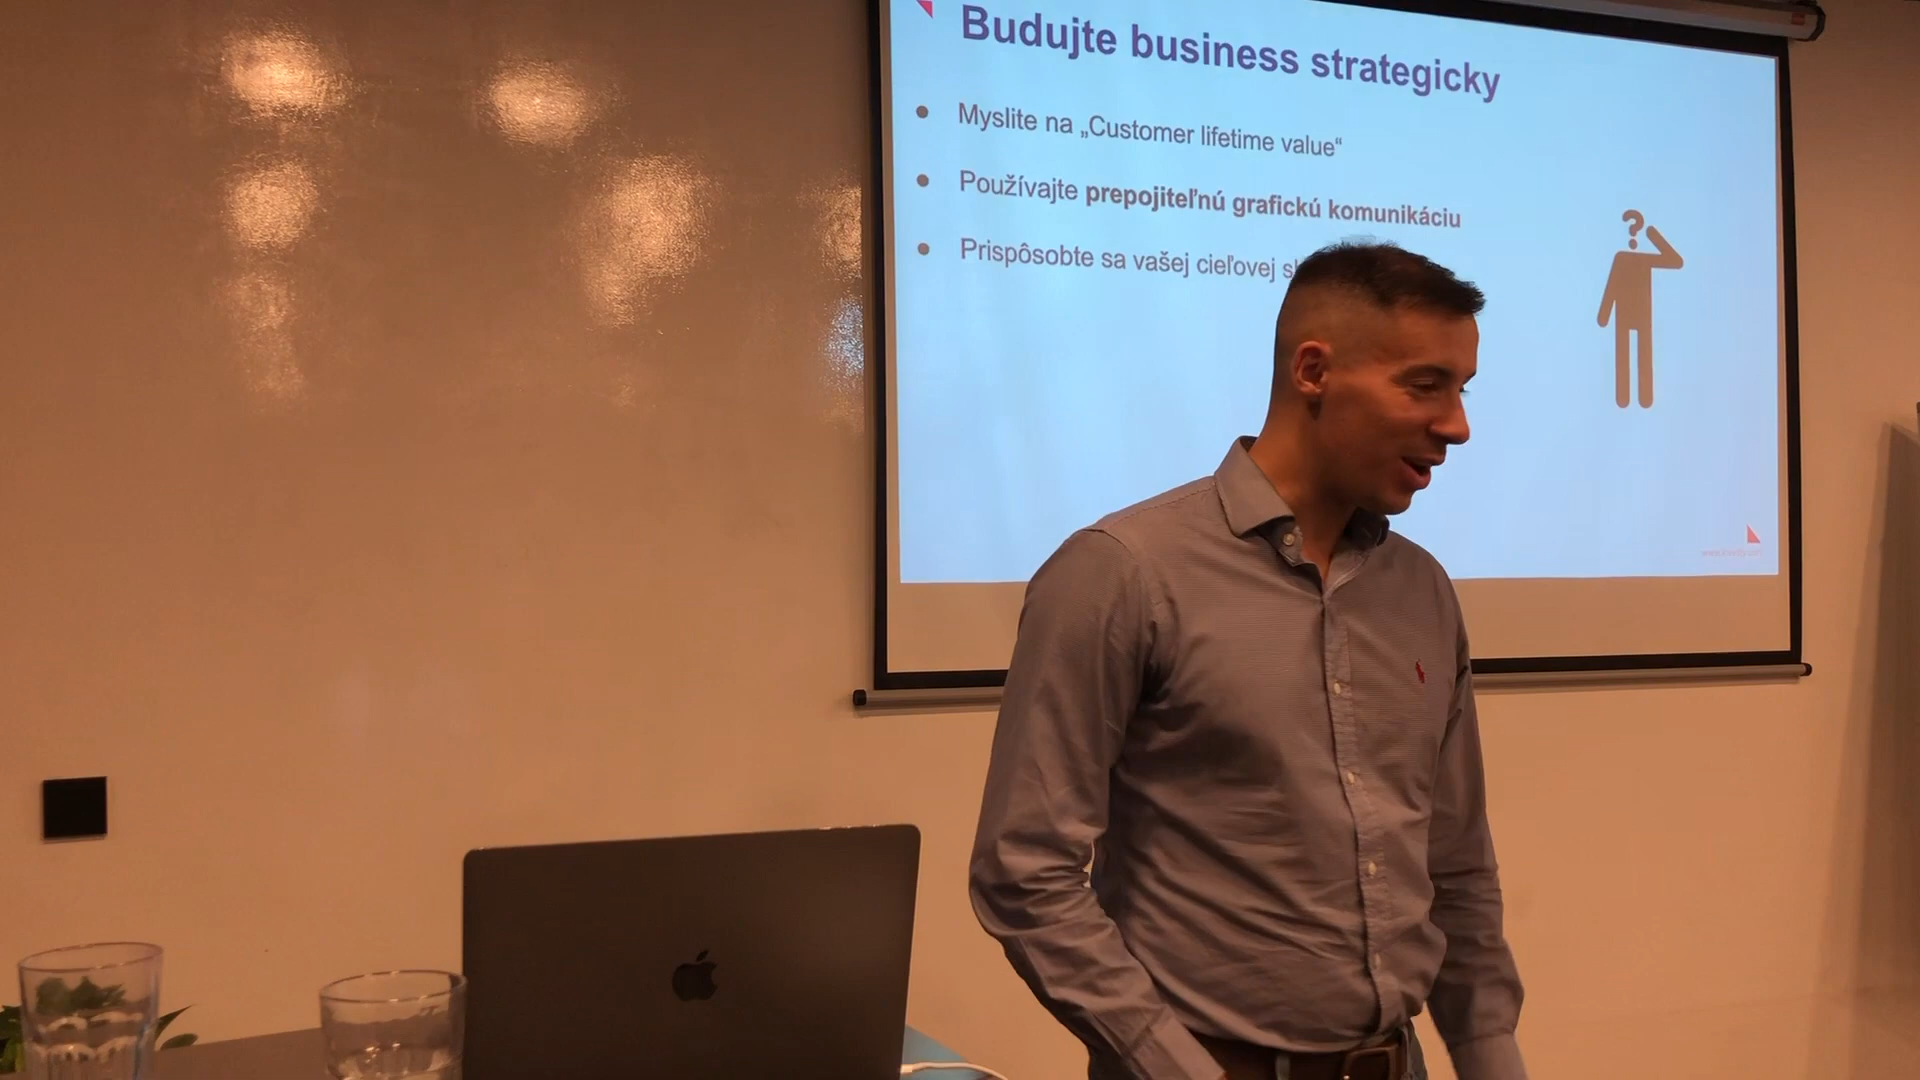 Budujte business strategicky
Myslite na „Customer lifetime value“
Používajte prepojiteľnú grafickú komunikáciu
Prispôsobte sa vašej cieľovej
?